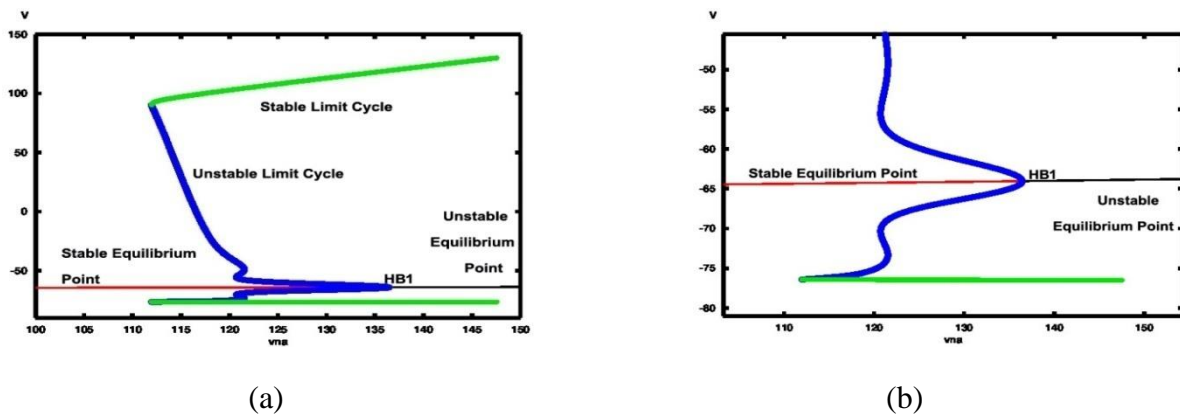 v
150
100
50
0
-50
Stable Limit Cycle
Unstable Limit Cycle
Unstable
Equilibrium
Point
Stable Equilibrium
Point
HB1
100 105 110 115 120 125 130 135 140 145 150
vna
(a)
v
-50
-55
-60
-65
-70
-75
-80
Stable Equilibrium Point
HB1
Unstable
Equilibrium Point
110 120 130 140 150
vna
(b)